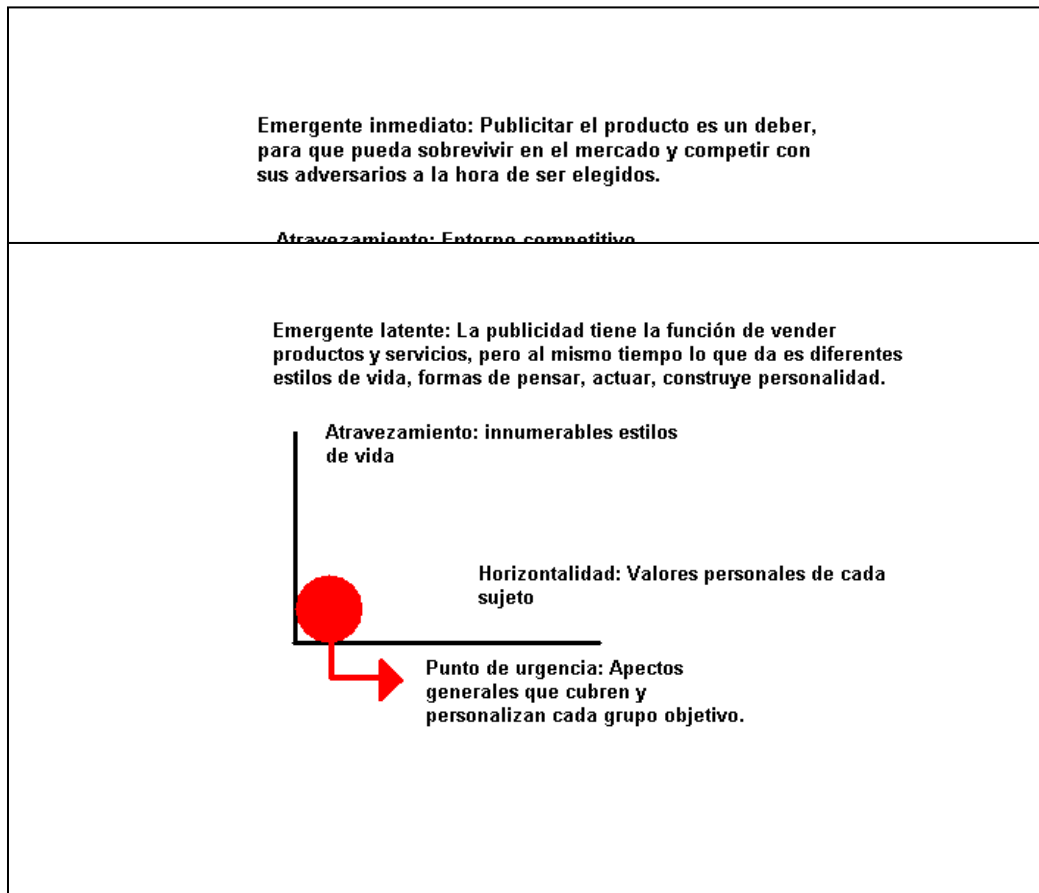 Emergente inmediato: Publicitar el producto es un deber,
para que pueda sobrevivir en el mercado y competir con
sus adversarios a la hora de ser elegidos.
Atravezamiento: Entorno competitivo
Emergente latente: La publicidad tiene la función de vender
productos y servicios, pero al mismo tiempo lo que da es diferentes
estilos de vida, formas de pensar, actuar, construye personalidad.
Atravezamiento: innumerables estilos
de vida
Horizontalidad: Valores personales de cada
sujeto
Punto de urgencia: Apectos
generales que cubren y
personalizan cada grupo objetivo.